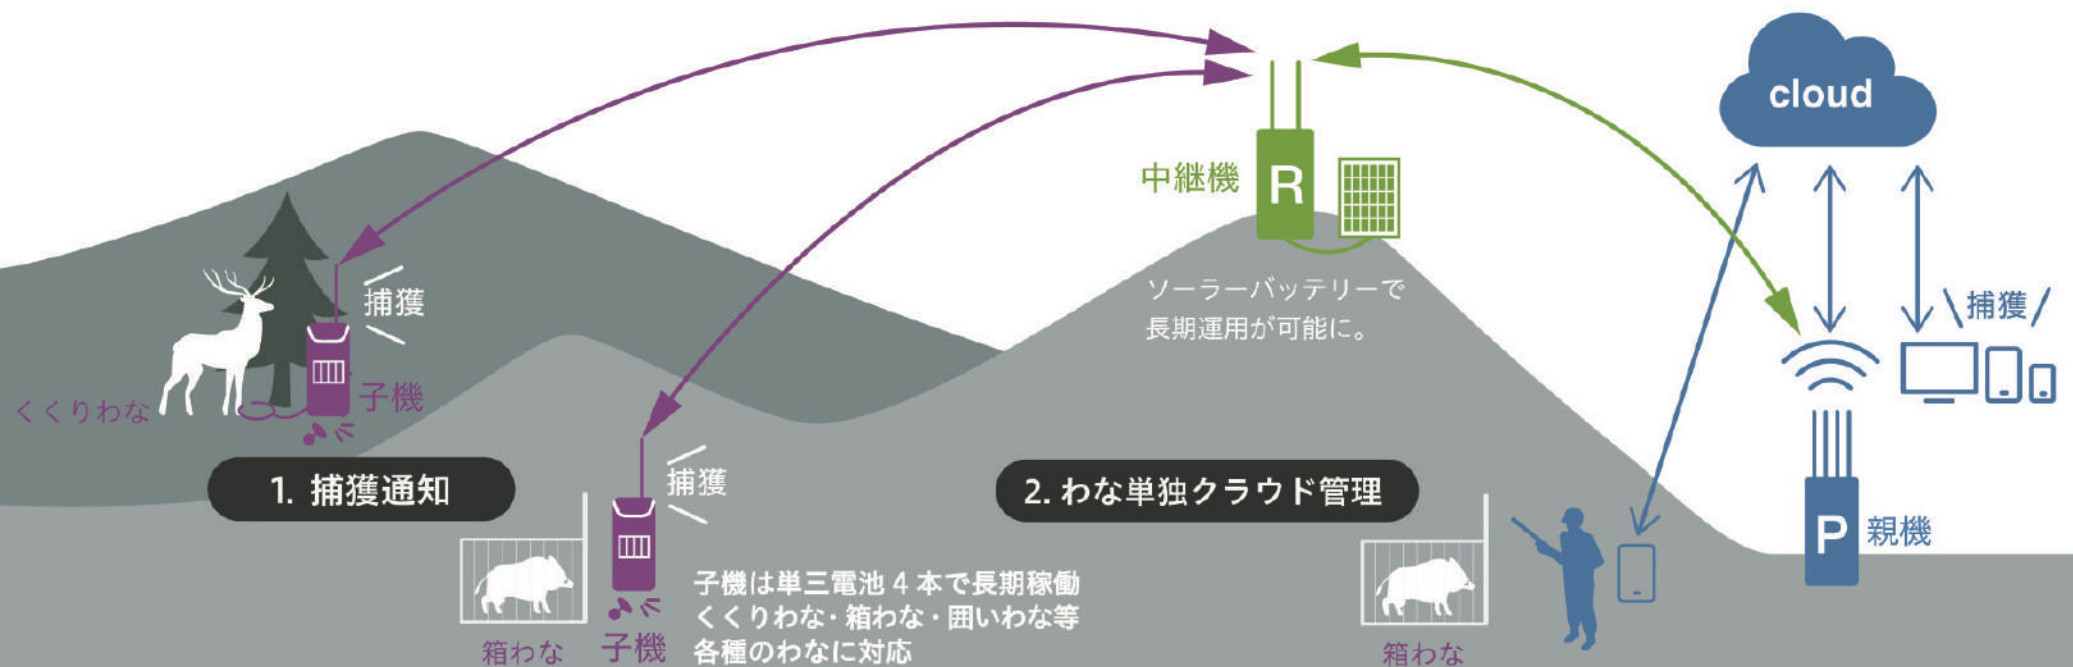 cloud
中継機
R
ソーラーバッテリーで
長期運用が可能に。
捕獲
捕獲
くくりわな
子機
1. 捕獲通知
捕獲
2. わな単独クラウド管理
P
親機
子機は単三電池4本で長期稼働
くくりわな・箱わな・囲いわな等
各種のわなに対応
箱わな
子機
箱わな